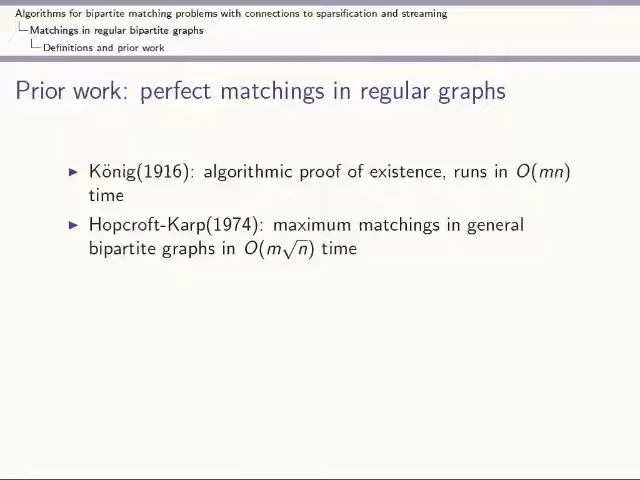 Algorithms for bipartite matching problems with connections to sparsification and streaming
Matchings in regular bipartite graphs
Definitions and prior work
Prior work: perfect matchings in regular graphs
▶ König(1916): algorithmic proof of existence, runs in O(mn)
time
▶ Hopcroft-Karp(1974): maximum matchings in general
bipartite graphs in O(m√n) time